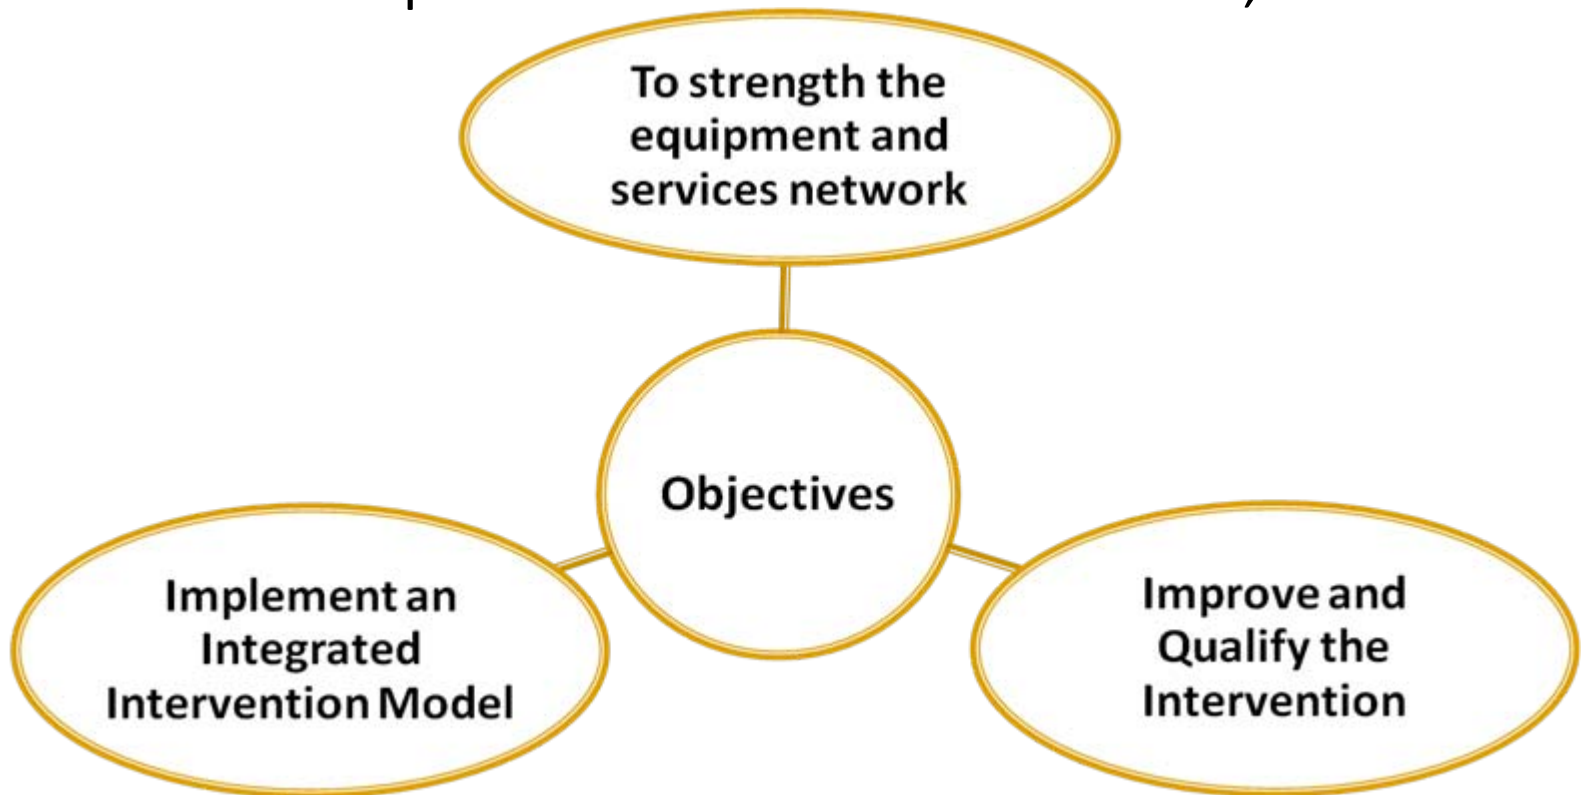 To strength the
equipment and
services network
Objectives
Implement an
Integrated
Intervention Model
Improve and
Qualify the
Intervention